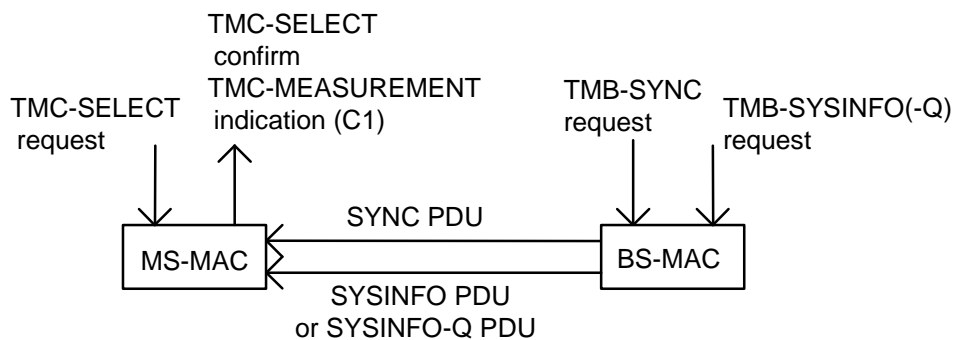 TMC-SELECT
confirm
TMC-MEASUREMENT
indication (C1)
TMC-SELECT
request
TMB-SYNC
request
TMB-SYSINFO(-Q)
request
SYNC PDU
MS-MAC
BS-MAC
SYSINFO PDU
or SYSINFO-Q PDU